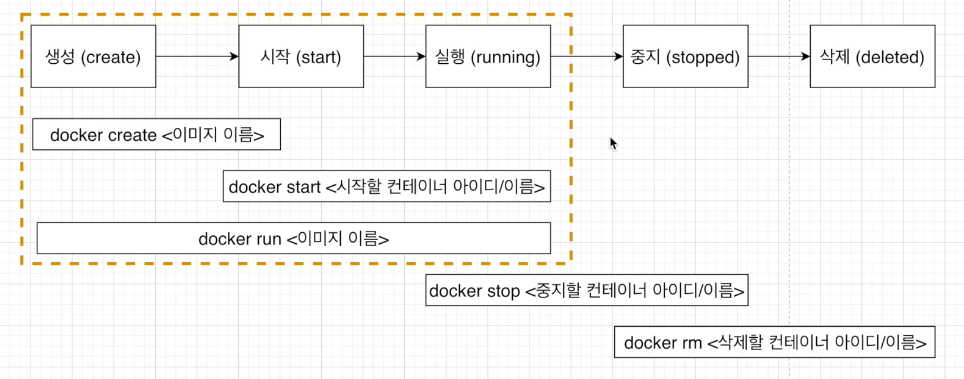 생성 (create)
시작 (start)
실행 (running)
중지 (stopped)
삭제 (deleted)
docker create <이미지 이름>
docker start <시작할 컨테이너 아이디/이름>
docker run <이미지 이름>
docker stop <중지할 컨테이너 아이디/이름>
docker rm <삭제할 컨테이너 아이디/이름>